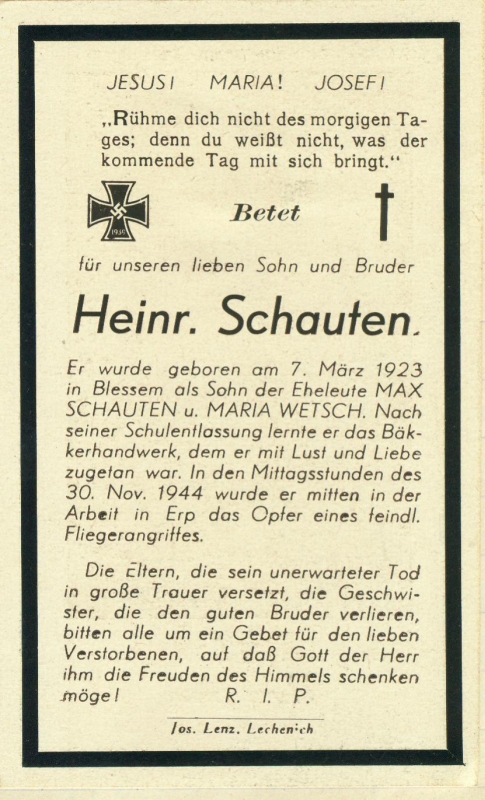 JESUS! MARIA! JOSEF!
„Rühme dich nicht des morgigen Ta-
ges; denn du weißt nicht, was der
kommende Tag mit sich bringt.“
1939
Betet
für unseren lieben Sohn und Bruder
Heinr. Schauten.
Er wurde geboren am 7. März 1923
in Blessem als Sohn der Eheleute MAX
SCHAUTEN u. MARIA WETSCH. Nach
seiner Schulentlassung lernte er das Bäk-
kerhandwerk, dem er mit Lust und Liebe
zugetan war. In den Mittagsstunden des
30. Nov. 1944 wurde er mitten in der
Arbeit in Erp das Opfer eines feindl.
Fliegerangriffes.
Die Eltern, die sein unerwarteter Tod
in große Trauer versetzt, die Geschwi-
ster, die den guten Bruder verlieren,
bitten alle um ein Gebet für den lieben
Verstorbenen, auf daß Gott der Herr
ihm die Freuden des Himmels schenken
möge! R. I. P.
Jos. Lenz. Lechenich